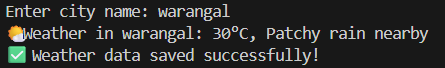 Enter city name: warangal
🌤Weather in warangal: 30°C, Patchy rain nearby
✅ Weather data saved successfully!